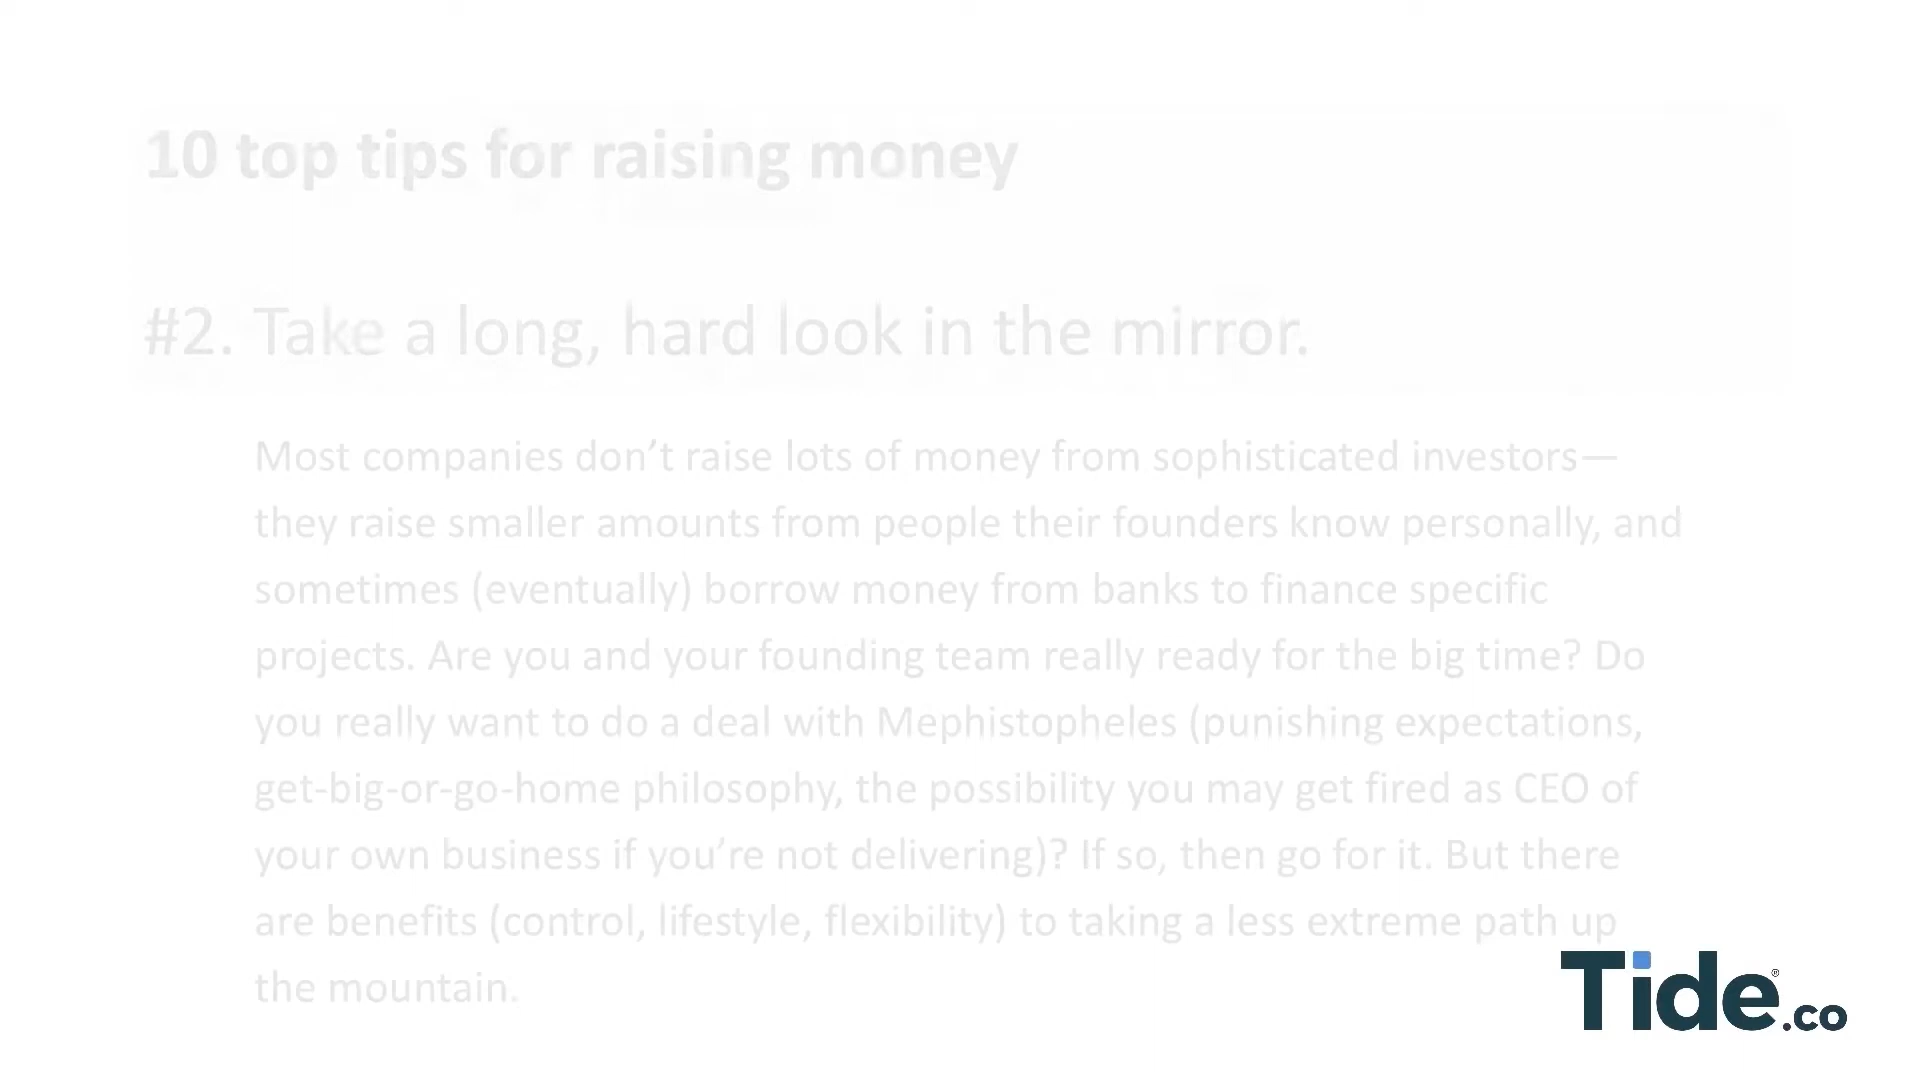 10 top tips for raising money
#2. Take a long, hard look in the mirror.
Most companies don’t raise lots of money from sophisticated investors—
they raise smaller amounts from people their founders know personally, and
sometimes (eventually) borrow money from banks to finance specific
projects. Are you and your founding team really ready for the big time? Do
you really want to do a deal with Mephistopheles (punishing expectations,
get-big-or-go-home philosophy, the possibility you may get fired as CEO of
your own business if you’re not delivering)? If so, then go for it. But there
are benefits (control, lifestyle, flexibility) to taking a less extreme path up
the mountain.
Tide®.co